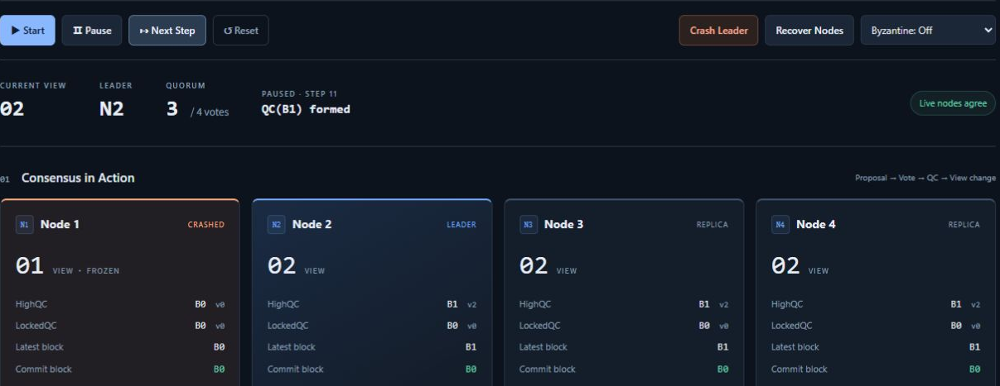 ▶ Start
Pause
↦ Next Step
↺ Reset
Crash Leader
Recover Nodes
Byzantine: Off
CURRENT VIEW
02
LEADER
N2
QUORUM
3 / 4 votes
PAUSED · STEP 11
QC(B1) formed
Live nodes agree
01 Consensus in Action
Proposal → Vote → QC → View change
N1 Node 1 CRASHED
01 VIEW · FROZEN
HighQC B0 v0
LockedQC B0 v0
Latest block B0
Commit block B0
N2 Node 2 LEADER
02 VIEW
HighQC B1 v2
LockedQC B0 v0
Latest block B1
Commit block B0
N3 Node 3 REPLICA
02 VIEW
HighQC B1 v2
LockedQC B0 v0
Latest block B1
Commit block B0
N4 Node 4 REPLICA
02 VIEW
HighQC B1 v2
LockedQC B0 v0
Latest block B1
Commit block B0